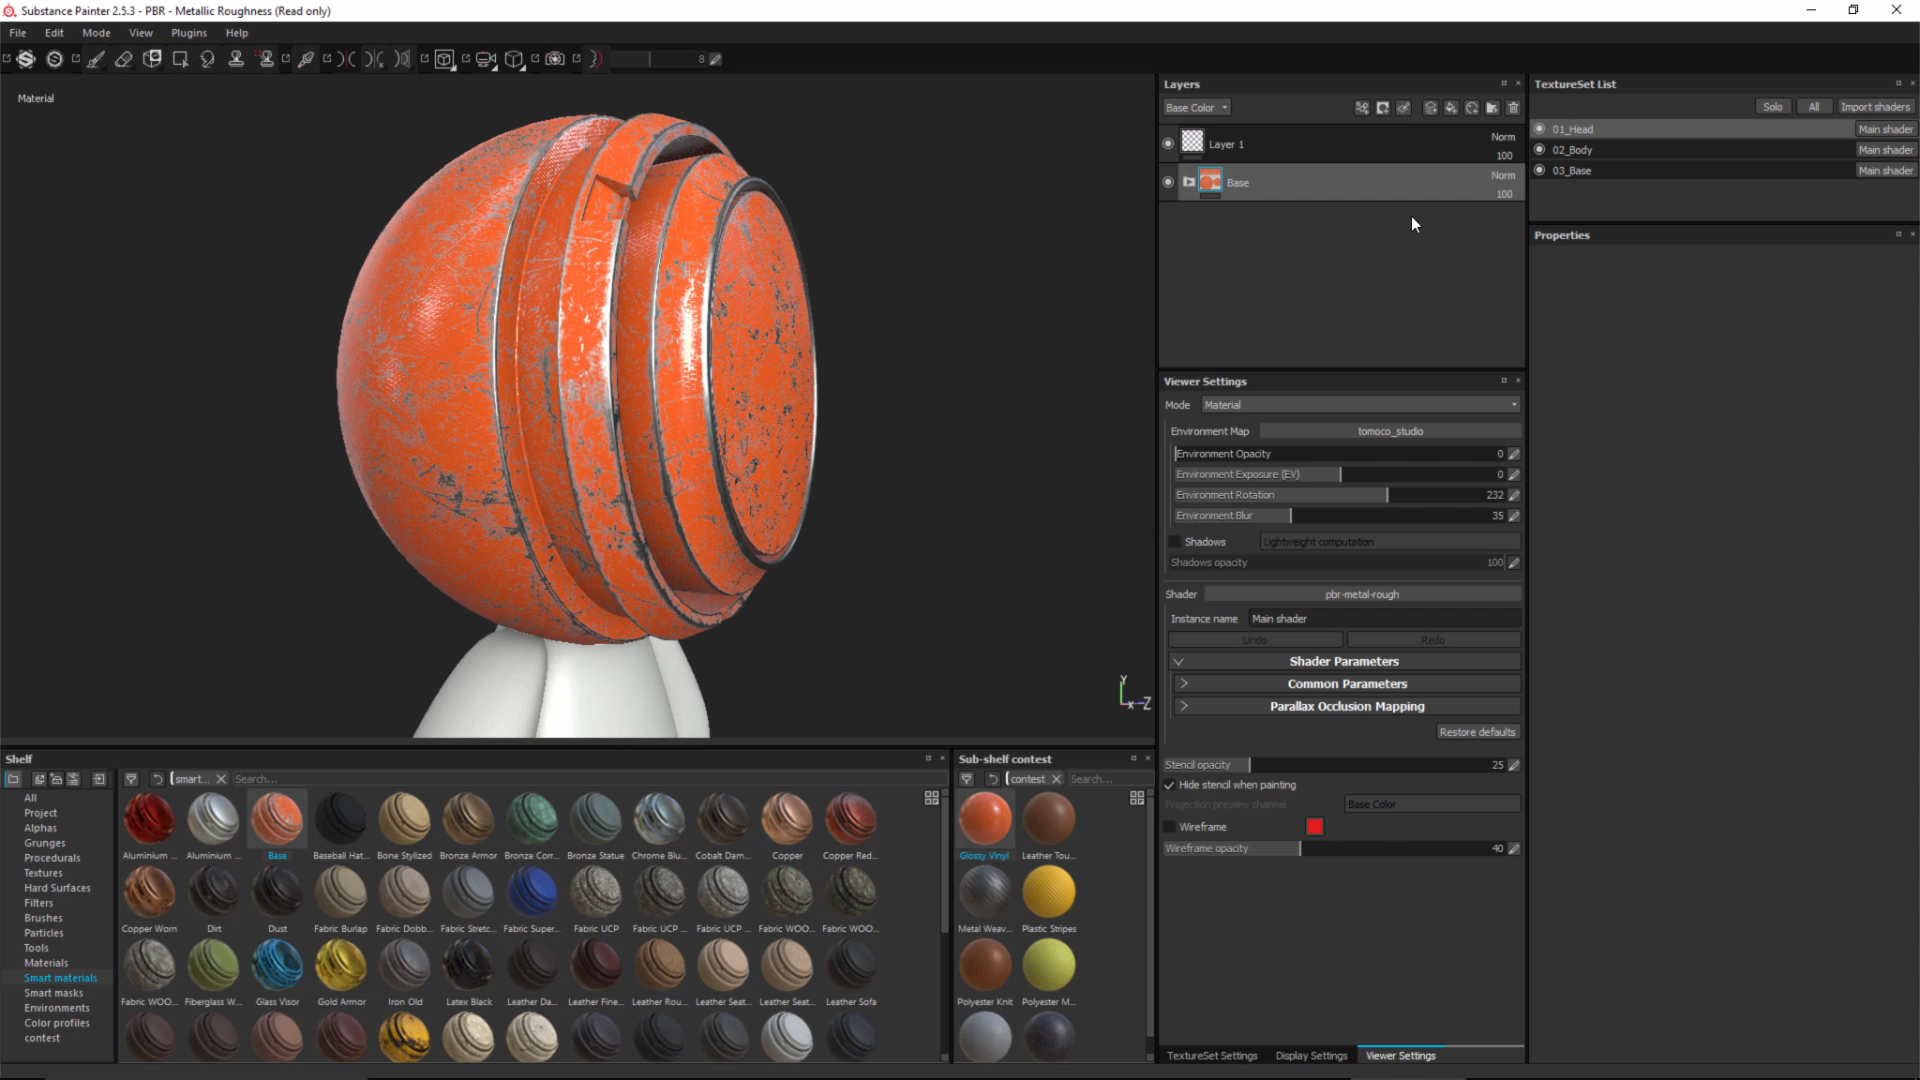 Substance Painter 2.5.3 - PBR - Metallic Roughness (Read only)
File Edit Mode View Plugins Help
8
Material
Y
X
Z
Layers
Base Color
Layer 1
Norm
100
Base
Norm
100
TextureSet List
Solo All Import shaders
01_Head Main shader
02_Body Main shader
03_Base Main shader
Properties
Viewer Settings
Mode Material
Environment Map tomoco_studio
Environment Opacity 0
Environment Exposure (EV) 0
Environment Rotation 232
Environment Blur 35
Shadows Lightweight computation
Shadows opacity 100
Shader pbr-metal-rough
Instance name Main shader
Undo Redo
Shader Parameters
Common Parameters
Parallax Occlusion Mapping
Restore defaults
Stencil opacity 25
Hide stencil when painting
Projection preview channel Base Color
Wireframe
Wireframe opacity 40
TextureSet Settings Display Settings Viewer Settings
Shelf
smart... Search...
All
Project
Alphas
Grunges
Procedurals
Textures
Hard Surfaces
Filters
Brushes
Particles
Tools
Materials
Smart materials
Smart masks
Environments
Color profiles
contest
Aluminium ... Aluminium ... Base Baseball Hat... Bone Stylized Bronze Armor Bronze Corr... Bronze Statue Chrome Blu... Cobalt Dam... Copper Copper Red...
Copper Worn Dirt Dust Fabric Burlap Fabric Dobb... Fabric Stretc... Fabric Super... Fabric UCP Fabric UCP ... Fabric UCP ... Fabric WOO... Fabric WOO...
Fabric WOO... Fiberglass W... Glass Visor Gold Armor Iron Old Latex Black Leather Da... Leather Fine... Leather Rou... Leather Seat... Leather Seat... Leather Sofa
Sub-shelf contest
contest Search...
Glossy Vinyl Leather Tou...
Metal Weav... Plastic Stripes
Polyester Knit Polyester M...